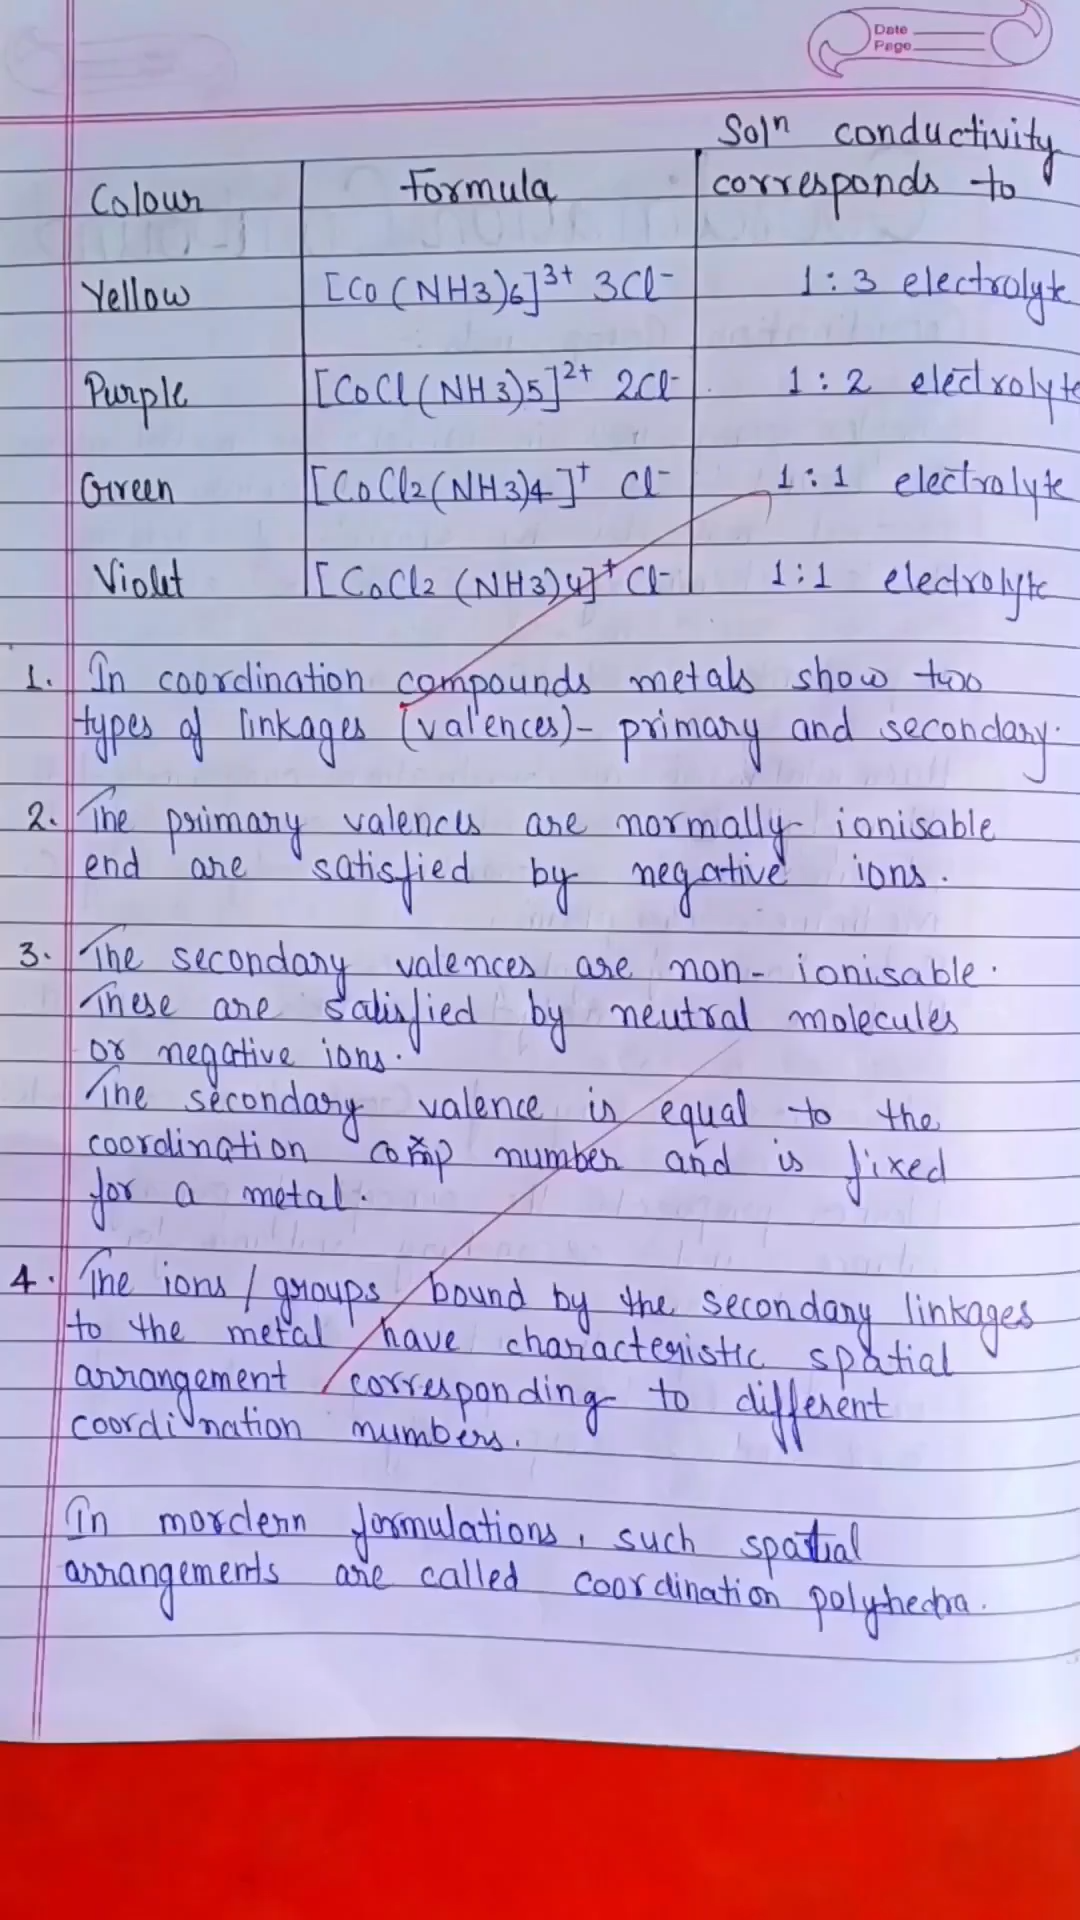 Date
Page
Colour Formula Solⁿ conductivity corresponds to
Yellow [Co(NH3)6]³⁺ 3Cl⁻ 1 : 3 electrolyte
Purple [CoCl(NH3)5]²⁺ 2Cl⁻ 1 : 2 electrolyte
Green [CoCl2(NH3)4]⁺ Cl⁻ 1 : 1 electrolyte
Violet [CoCl2(NH3)4]⁺ Cl⁻ 1:1 electrolyte
1. In coordination compounds metals show two
types of linkages (valences)- primary and secondary.
2. The primary valences are normally ionisable
end are satisfied by negative ions.
3. The secondary valences are non-ionisable.
These are satisfied by neutral molecules
or negative ions.
The secondary valence is equal to the
coordination comp number and is fixed
for a metal.
4. The ions/groups bound by the secondary linkages
to the metal have characteristic spatial
arrangement corresponding to different
coordination numbers.
In mordern formulations, such spatial
arrangements are called coordination polyhedra.